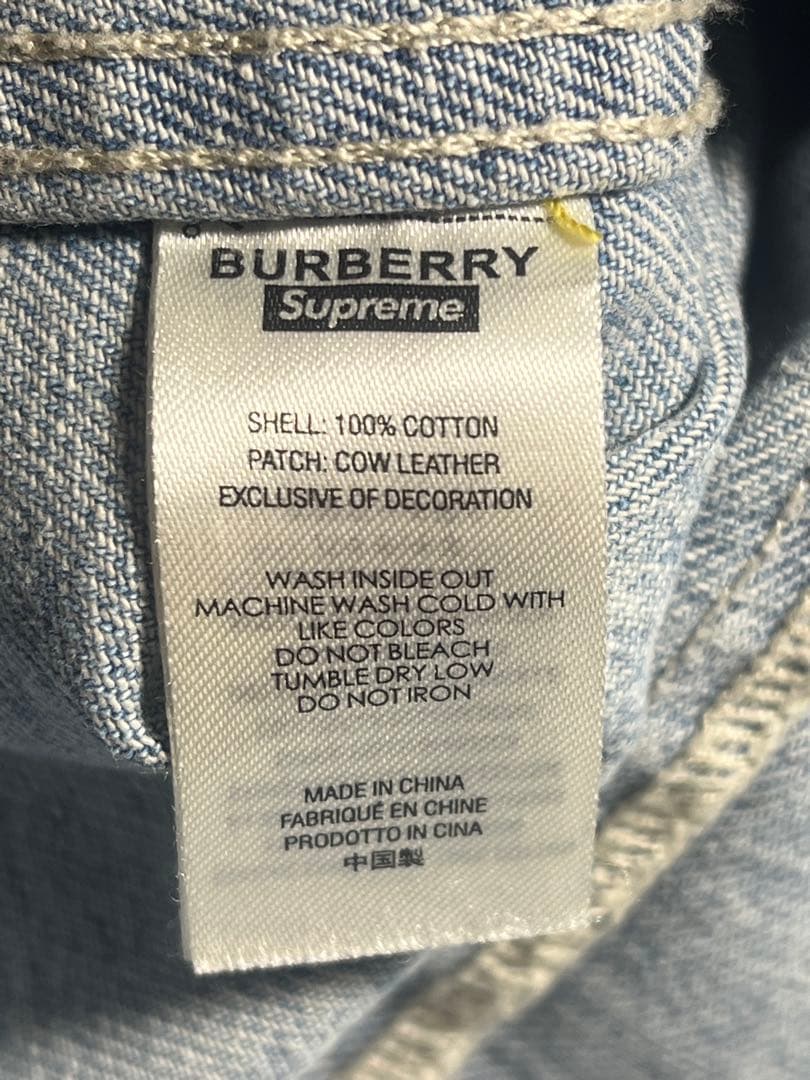 BURBERRY
Supreme
SHELL: 100% COTTON
PATCH: COW LEATHER
EXCLUSIVE OF DECORATION
WASH INSIDE OUT
MACHINE WASH COLD WITH
LIKE COLORS
DO NOT BLEACH
TUMBLE DRY LOW
DO NOT IRON
MADE IN CHINA
FABRIQUÉ EN CHINE
PRODOTTO IN CINA
中国製